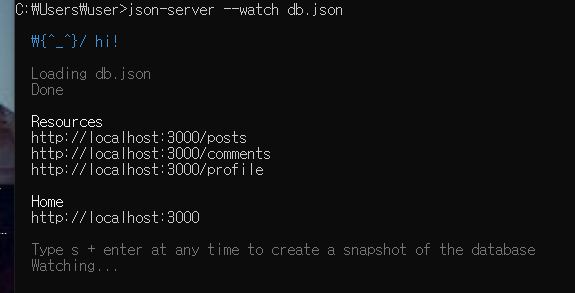 C:₩Users₩user>json-server --watch db.json
₩{^_^}/ hi!
Loading db.json
Done
Resources
http://localhost:3000/posts
http://localhost:3000/comments
http://localhost:3000/profile
Home
http://localhost:3000
Type s + enter at any time to create a snapshot of the database
Watching...